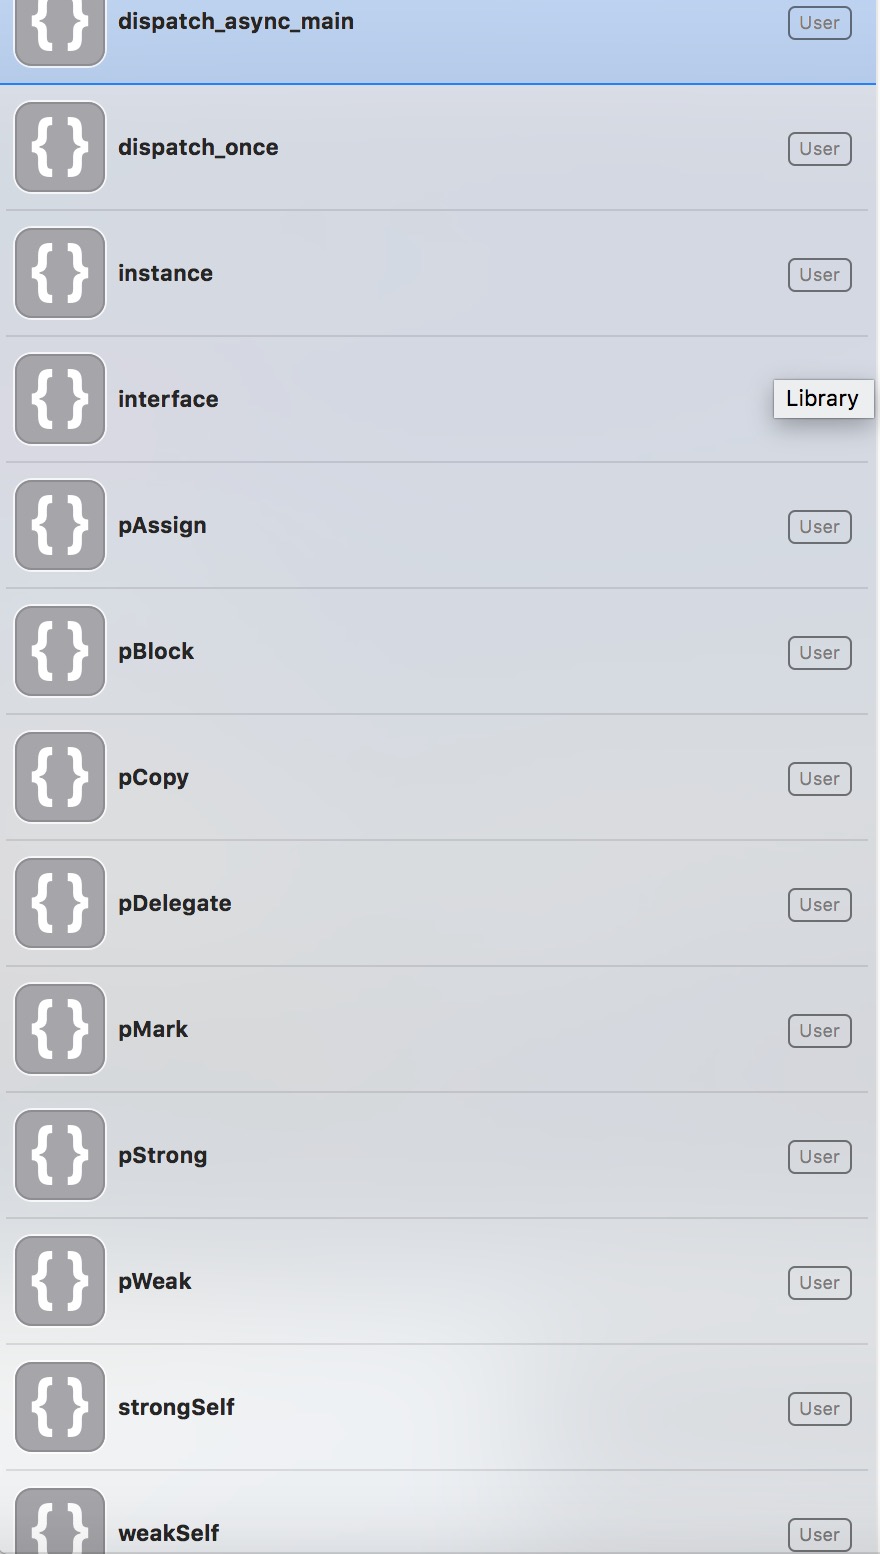 {} dispatch_async_main User
{} dispatch_once User
{} instance User
{} interface Library
{} pAssign User
{} pBlock User
{} pCopy User
{} pDelegate User
{} pMark User
{} pStrong User
{} pWeak User
{} strongSelf User
{} weakSelf User